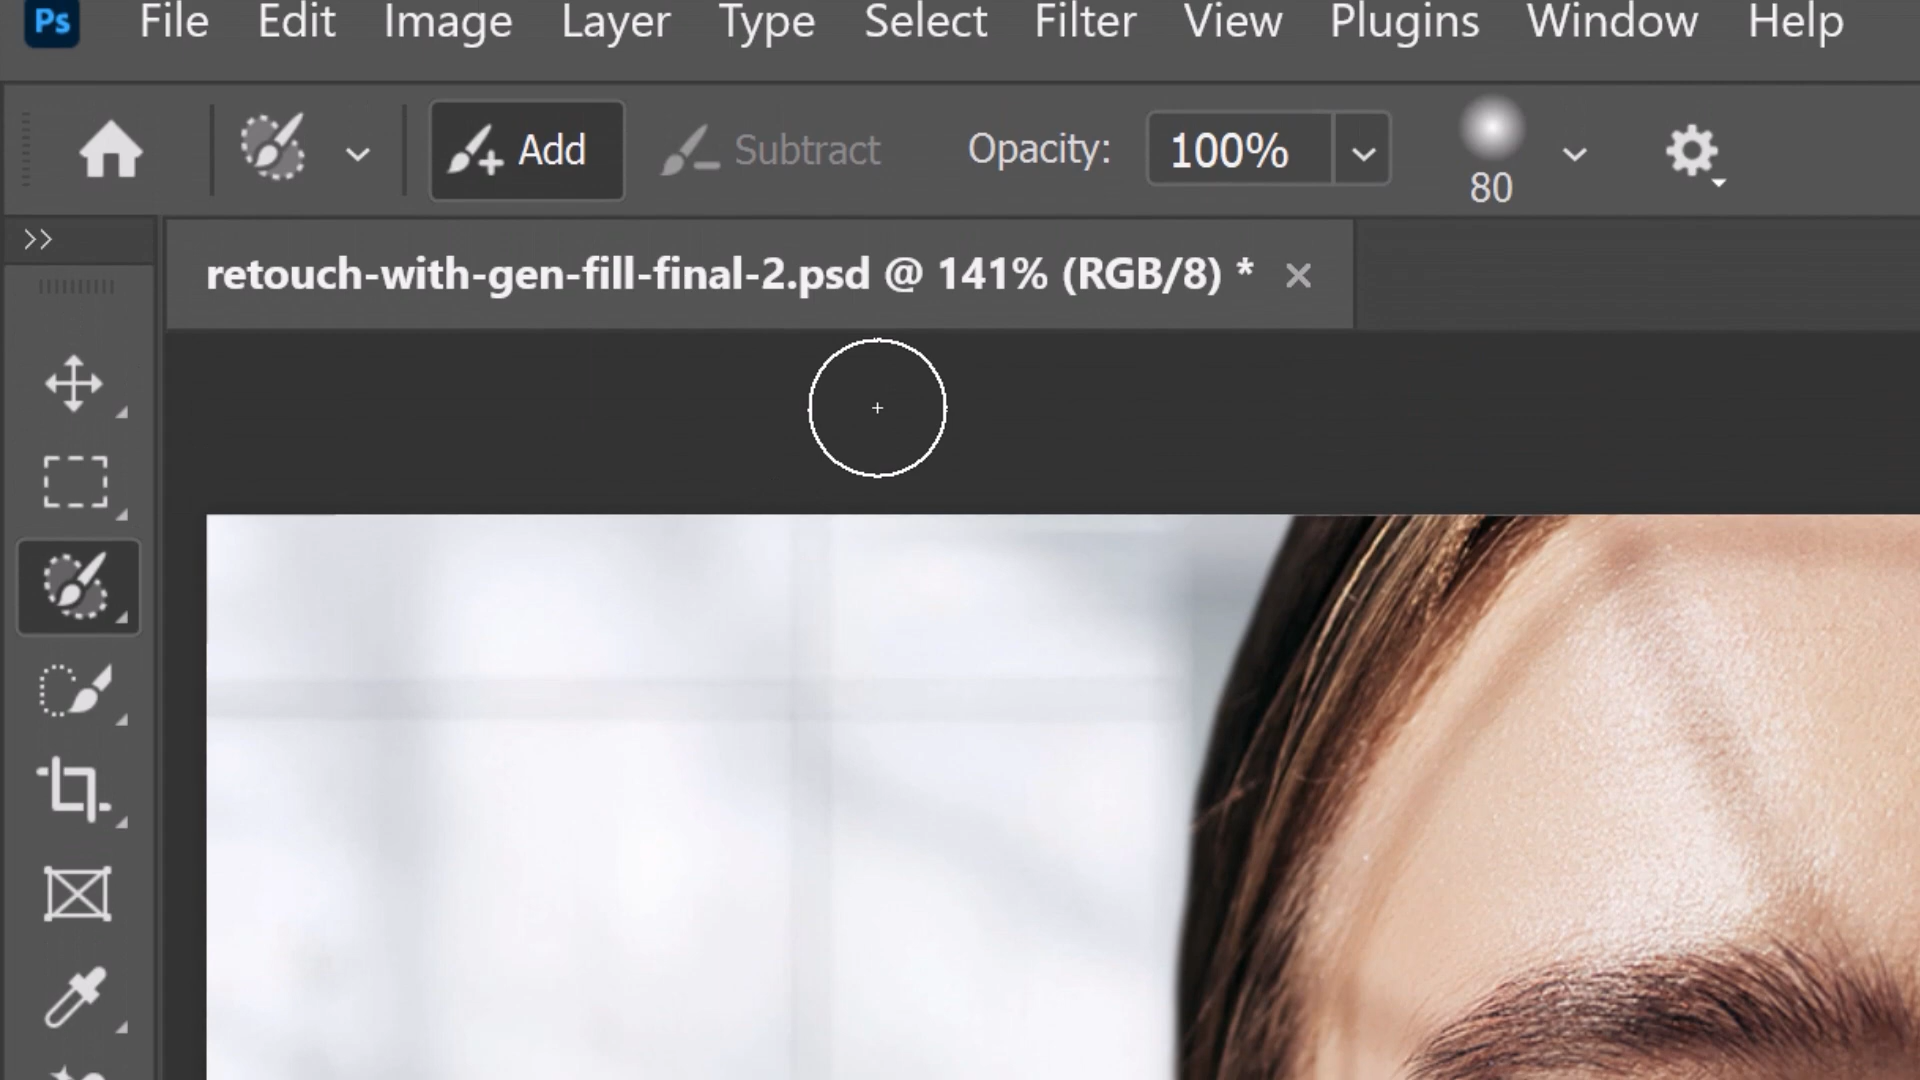 Ps File Edit Image Layer Type Select Filter View Plugins Window Help
Add Subtract Opacity: 100% 80
retouch-with-gen-fill-final-2.psd @ 141% (RGB/8) *